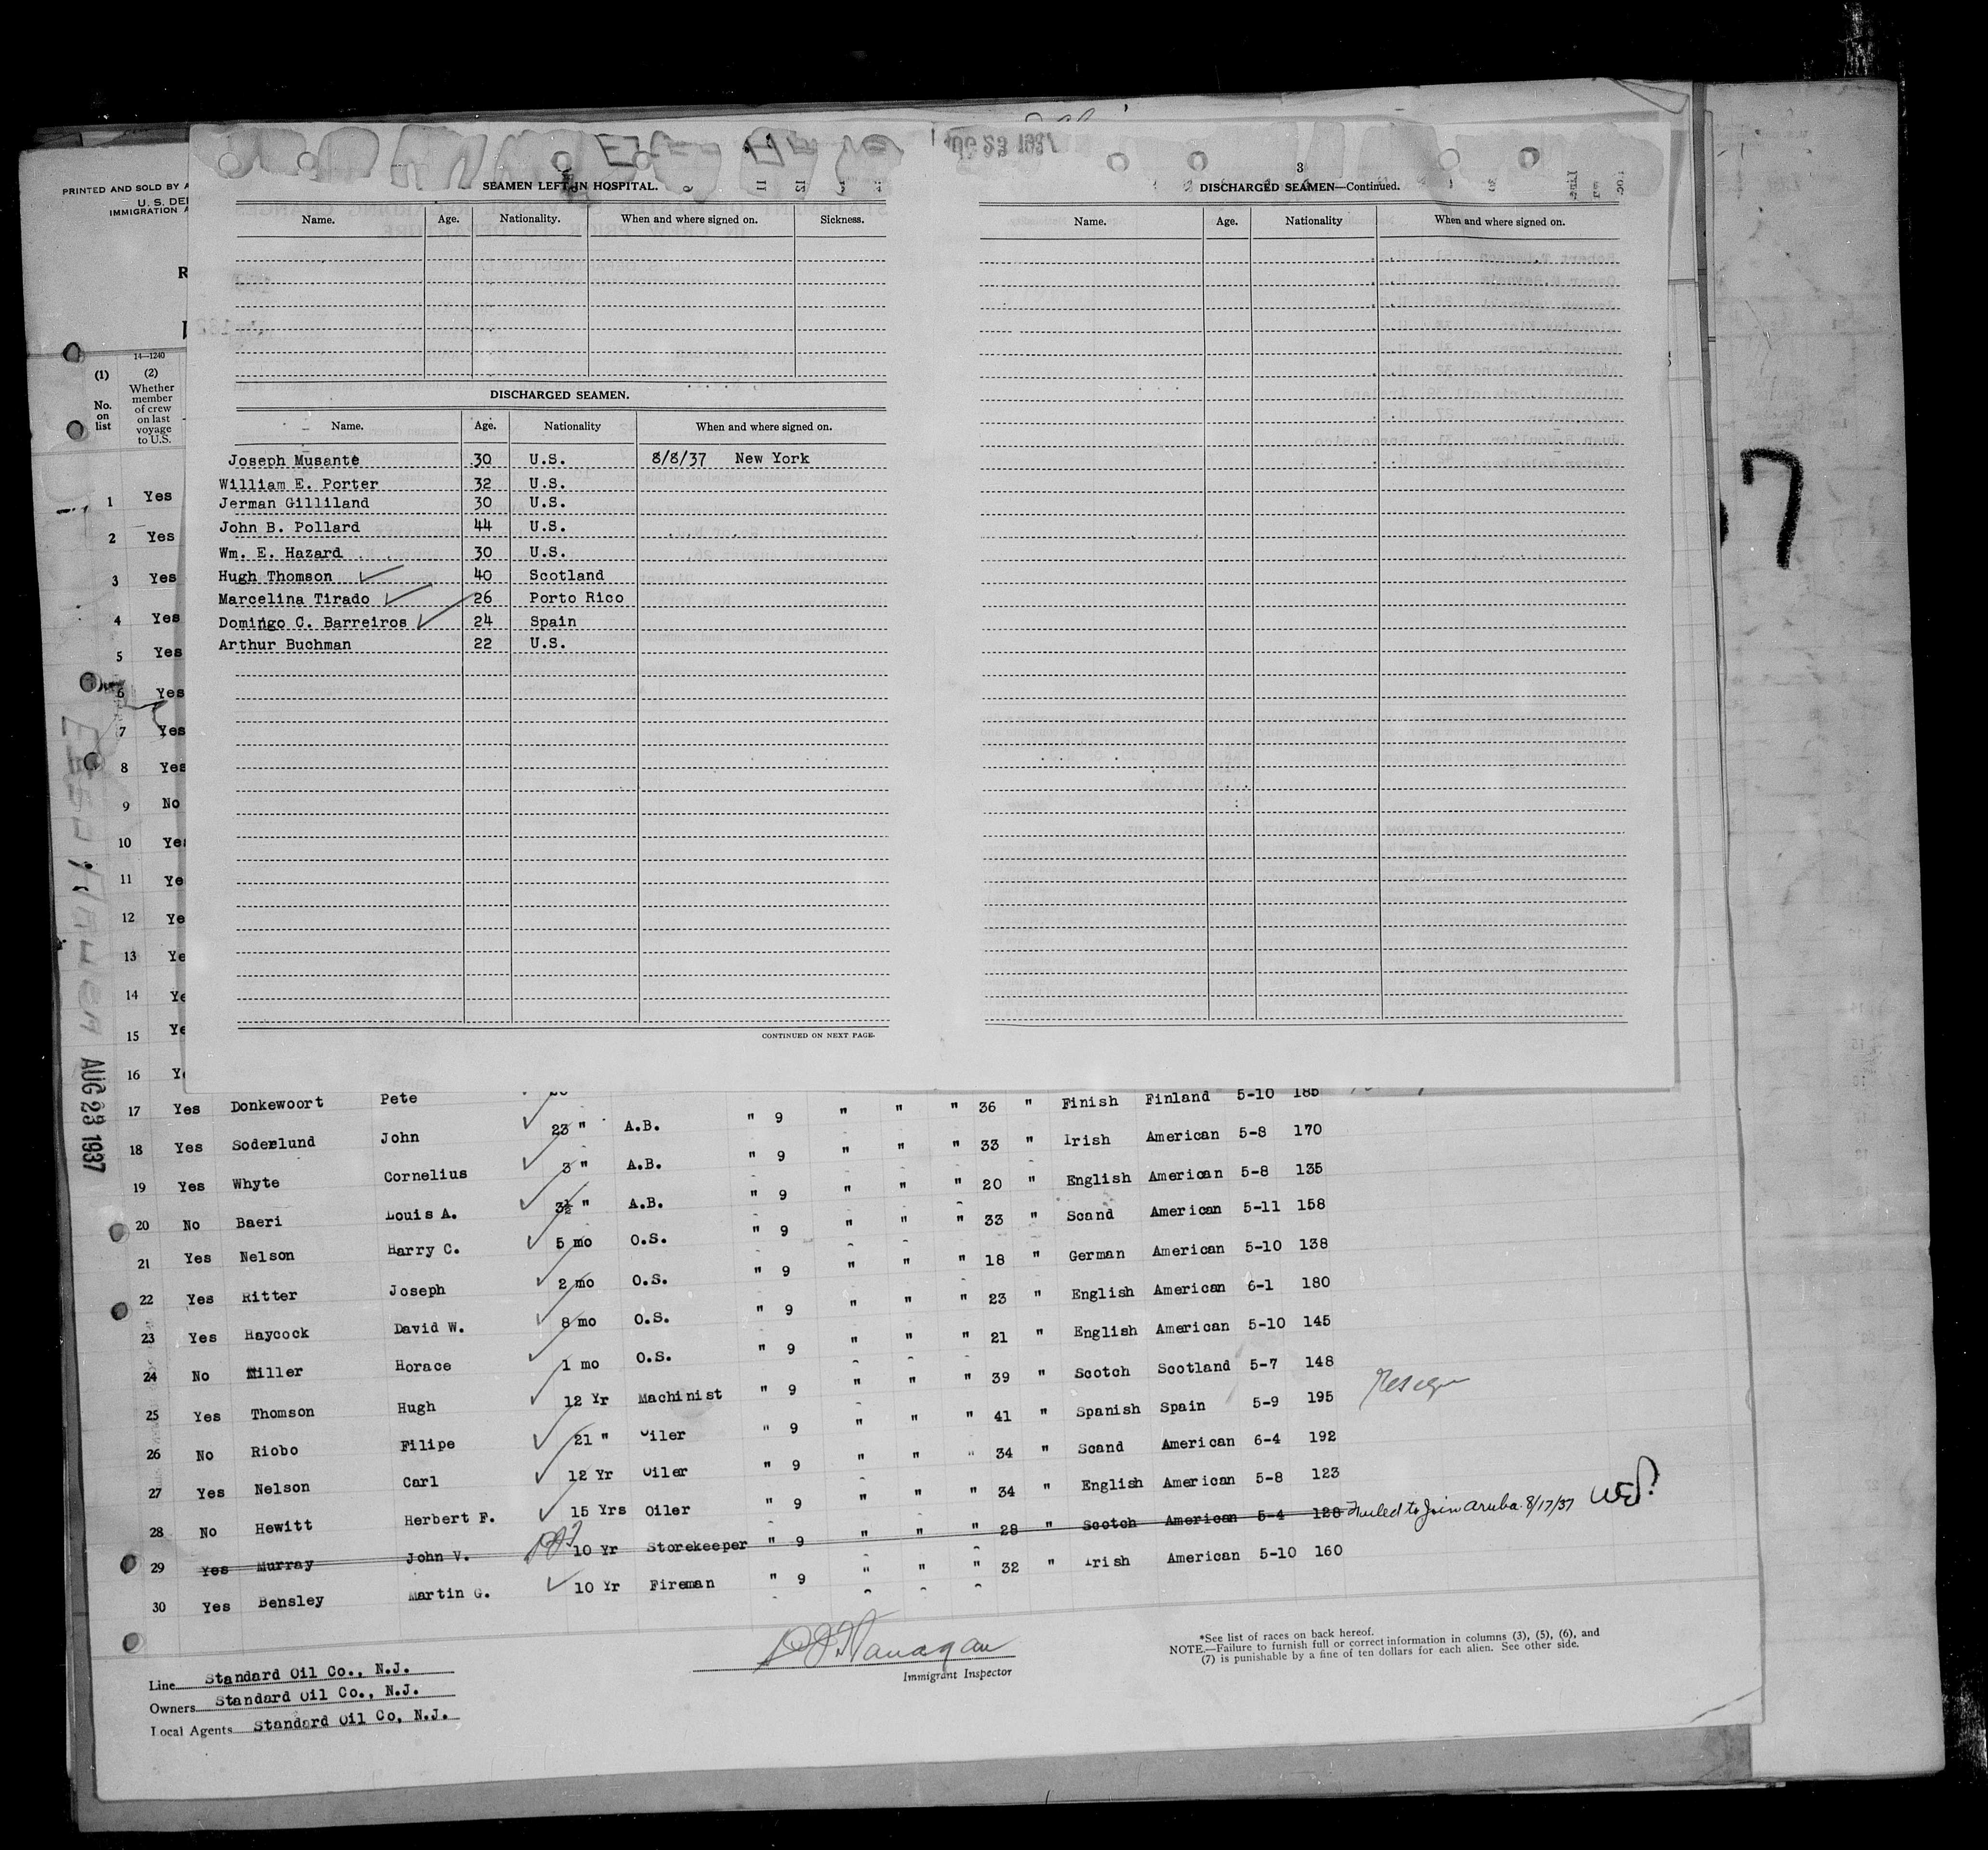 PRINTED AND SOLD BY
U. S. DE
IMMIGRATION
AUG 23 1937
SEAMEN LEFT IN HOSPITAL.
Name. Age. Nationality. When and where signed on. Sickness.
DISCHARGED SEAMEN.
Name. Age. Nationality When and where signed on.
Joseph Musante 30 U.S. 8/8/37 New York
William E. Porter 32 U.S.
Jerman Gilliland 30 U.S.
John B. Pollard 44 U.S.
Wm. E. Hazard 30 U.S.
Hugh Thomson 40 Scotland
Marcelina Tirado 26 Porto Rico
Domingo C. Barreiros 24 Spain
Arthur Buchman 22 U.S.
CONTINUED ON NEXT PAGE.
3
DISCHARGED SEAMEN—Continued.
Name. Age. Nationality When and where signed on.
14—1240
(1) (2)
No. on list
Whether member of crew on last voyage to U.S.
1 Yes
2 Yes
3 Yes
4 Yes
5 Yes
6 Yes
7 Yes
8 Yes
9 No
10 Yes
11 Ye
12 Ye
13 Ye
14 Ye
15 Ye
16 Y
17 Yes Donkewoort Pete
18 Yes Soderlund John 23 " A.B. " 9 " " " 36 " Finish Finland 5-10 185
19 Yes Whyte Cornelius 3 " A.B. " 9 " " " 33 " Irish American 5-8 170
20 No Baeri Louis A. 3½ " A.B. " 9 " " " 20 " English American 5-8 135
21 Yes Nelson Harry C. 5 mo O.S. " 9 " " " 33 " Scand American 5-11 158
22 Yes Ritter Joseph 2 mo O.S. " 9 " " " 18 " German American 5-10 138
23 Yes Haycock David W. 8 mo O.S. " 9 " " " 23 " English American 6-1 180
24 No Miller Horace 1 mo O.S. " 9 " " " 21 " English American 5-10 145
25 Yes Thomson Hugh 12 Yr Machinist " 9 " " " 39 " Scotch Scotland 5-7 148
26 No Riobo Filipe 21 " Oiler " 9 " " " 41 " Spanish Spain 5-9 195
27 Yes Nelson Carl 12 Yr Oiler " 9 " " " 34 " Scand American 6-4 192
28 No Hewitt Herbert F. 15 Yrs Oiler " 9 " " " 34 " English American 5-8 123
29 Yes Murray John V. 10 Yr Storekeeper " 9 " " " 28 " Scotch American 5-4 128 Failed to Join Aruba 8/17/37
30 Yes Bensley Martin G. 10 Yr Fireman " 9 " " " 32 " Irish American 5-10 160
AUG 23 1937
Immigrant Inspector
*See list of races on back hereof.
NOTE.—Failure to furnish full or correct information in columns (3), (5), (6), and
(7) is punishable by a fine of ten dollars for each alien. See other side.
Line Standard Oil Co., N.J.
Owners Standard Oil Co., N.J.
Local Agents Standard Oil Co, N.J.
7